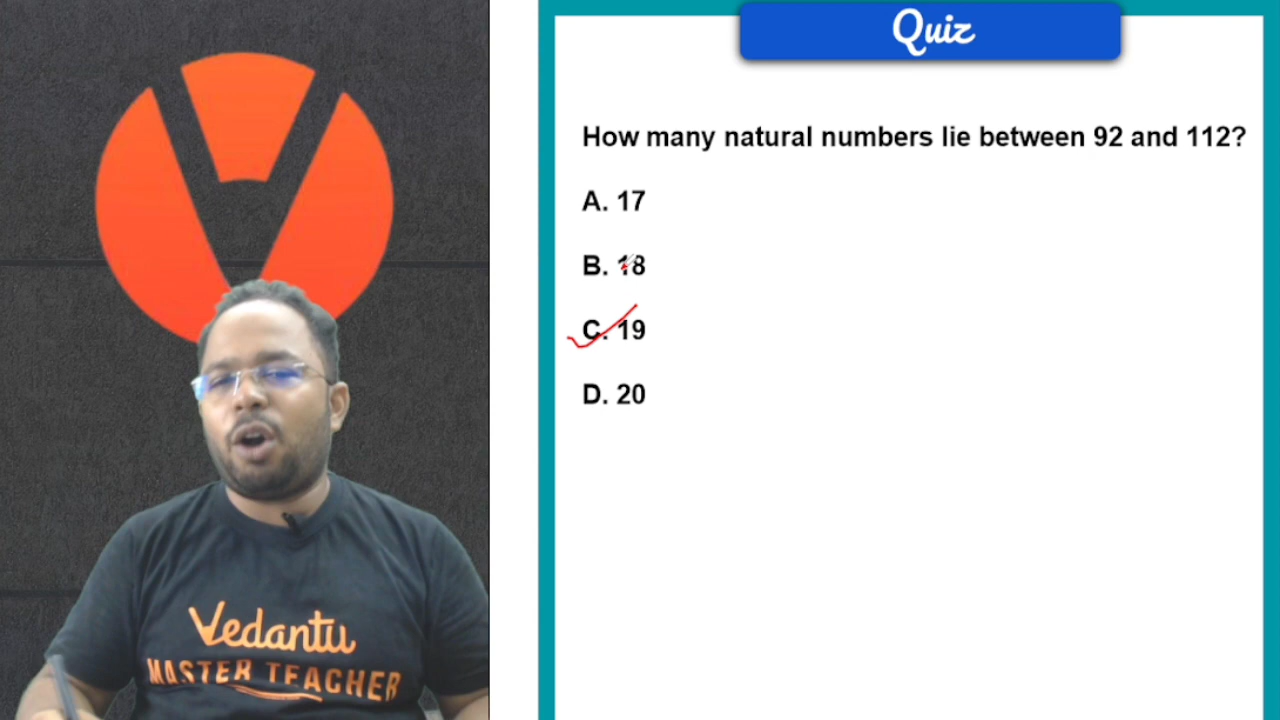 Quiz
How many natural numbers lie between 92 and 112?
A. 17
B. 18
C. 19
D. 20
Vedantu
MASTER TEACHER